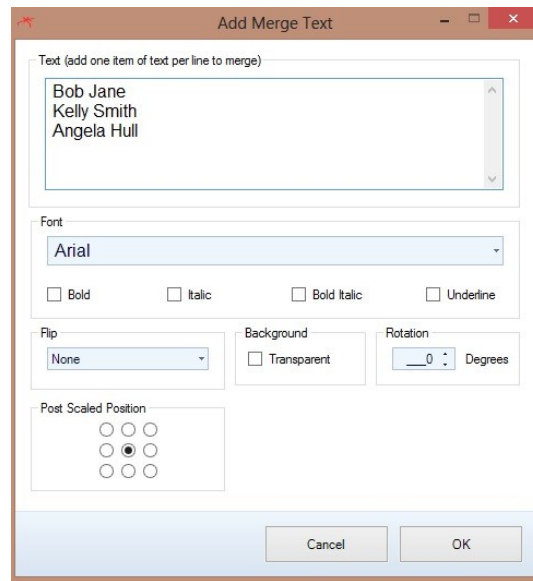 Add Merge Text
Text (add one item of text per line to merge)
Bob Jane
Kelly Smith
Angela Hull
Font
Arial
Bold Italic Bold Italic Underline
Flip Background Rotation
None Transparent ___0 Degrees
Post Scaled Position
Cancel OK